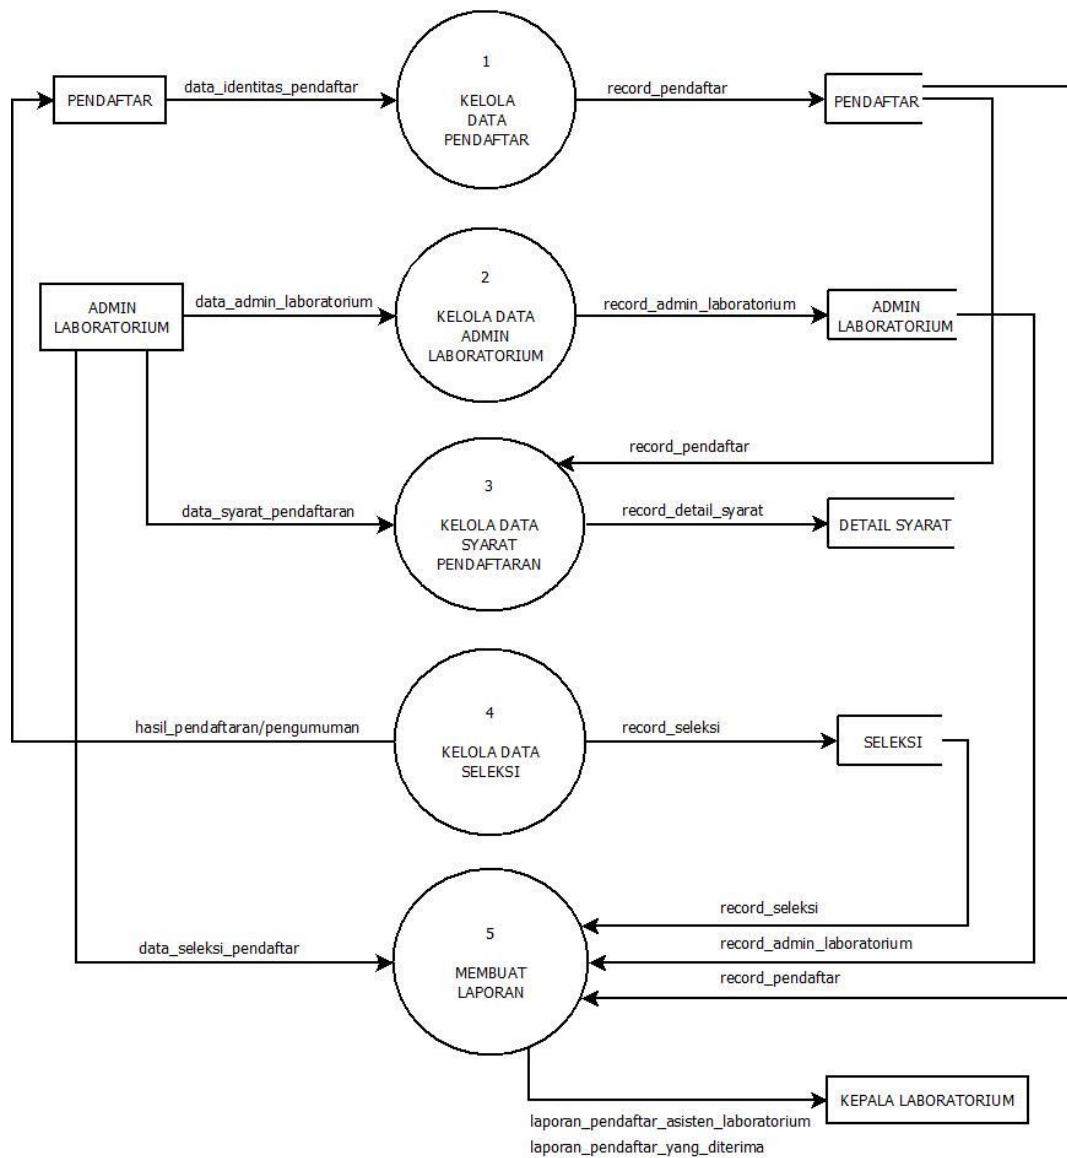 1
KELOLA
DATA
PENDAFTAR
PENDAFTAR
data_identitas_pendaftar
record_pendaftar
PENDAFTAR
2
KELOLA DATA
ADMIN
LABORATORIUM
ADMIN
LABORATORIUM
data_admin_laboratorium
record_admin_laboratorium
ADMIN
LABORATORIUM
record_pendaftar
3
KELOLA DATA
SYARAT
PENDAFTARAN
data_syarat_pendaftaran
record_detail_syarat
DETAIL SYARAT
4
KELOLA DATA
SELEKSI
hasil_pendaftaran/pengumuman
record_seleksi
SELEKSI
record_seleksi
5
MEMBUAT
LAPORAN
data_seleksi_pendaftar
record_admin_laboratorium
record_pendaftar
KEPALA LABORATORIUM
laporan_pendaftar_asisten_laboratorium
laporan_pendaftar_yang_diterima